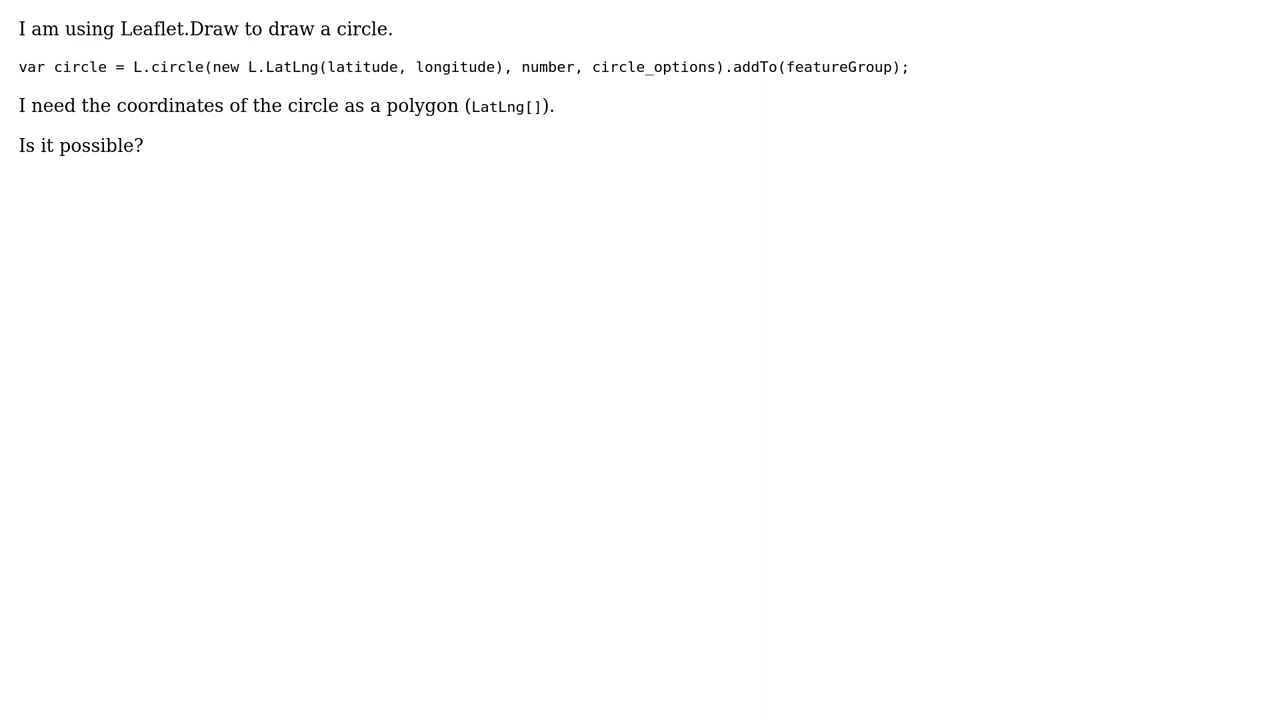 I am using Leaflet.Draw to draw a circle.
var circle = L.circle(new L.LatLng(latitude, longitude), number, circle_options).addTo(featureGroup);
I need the coordinates of the circle as a polygon (LatLng[]).
Is it possible?